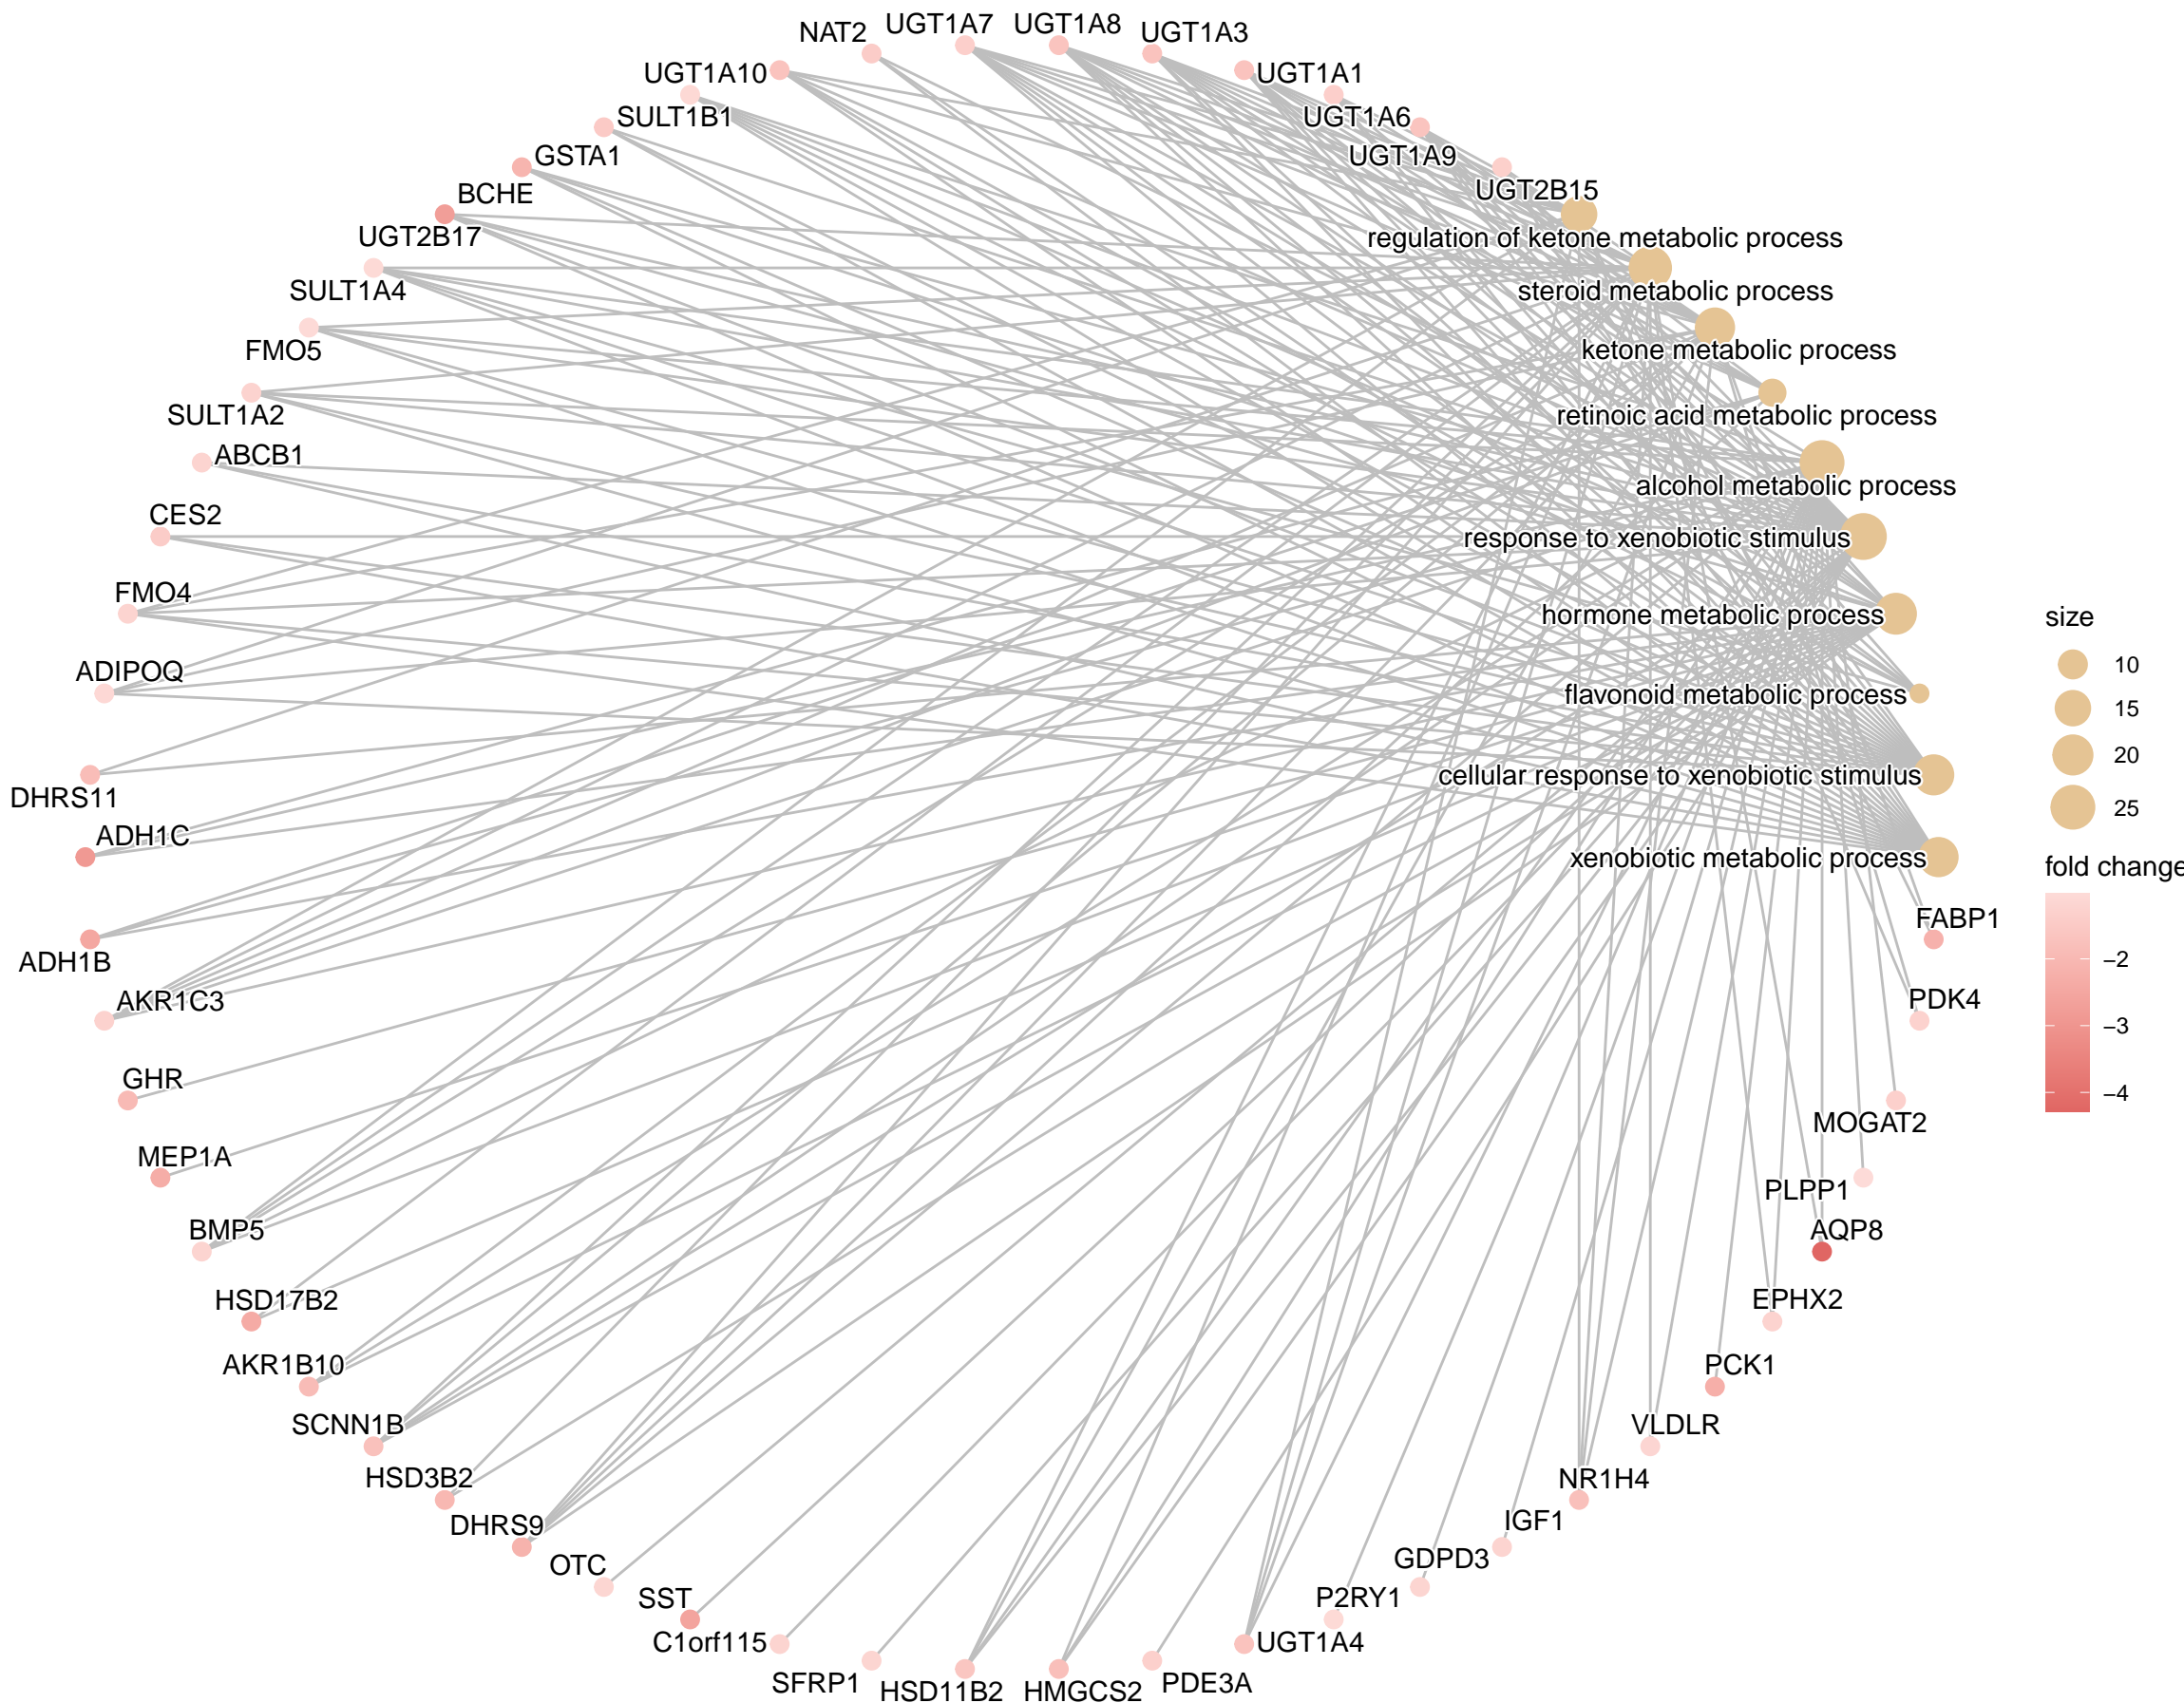 NAT2
UGT1A7
UGT1A8
UGT1A3
UGT1A10
UGT1A1
SULT1B1
UGT1A6
GSTA1
UGT1A9
BCHE
UGT2B15
UGT2B17
regulation of ketone metabolic process
SULT1A4
steroid metabolic process
FMO5
ketone metabolic process
SULT1A2
retinoic acid metabolic process
ABCB1
alcohol metabolic process
CES2
response to xenobiotic stimulus
FMO4
hormone metabolic process
ADIPOQ
flavonoid metabolic process
DHRS11
cellular response to xenobiotic stimulus
ADH1C
xenobiotic metabolic process
ADH1B
FABP1
AKR1C3
PDK4
GHR
MOGAT2
MEP1A
PLPP1
BMP5
AQP8
HSD17B2
EPHX2
AKR1B10
PCK1
SCNN1B
VLDLR
HSD3B2
NR1H4
DHRS9
IGF1
OTC
GDPD3
SST
P2RY1
C1orf115
UGT1A4
SFRP1
HSD11B2
HMGCS2
PDE3A
size
10
15
20
25
fold change
−2
−3
−4